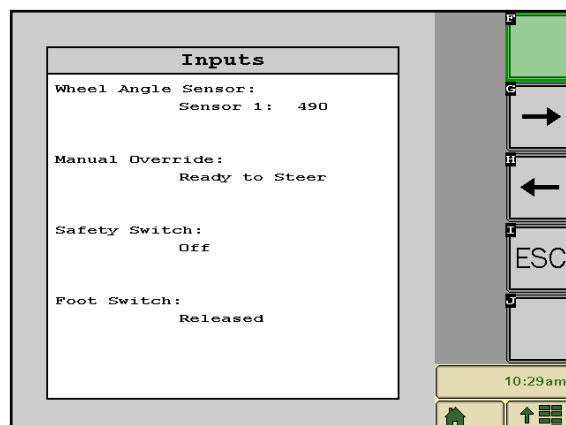 Inputs
Wheel Angle Sensor:
Sensor 1: 490
Manual Override:
Ready to Steer
Safety Switch:
Off
Foot Switch:
Released
F
G
H
I
ESC
J
10:29am